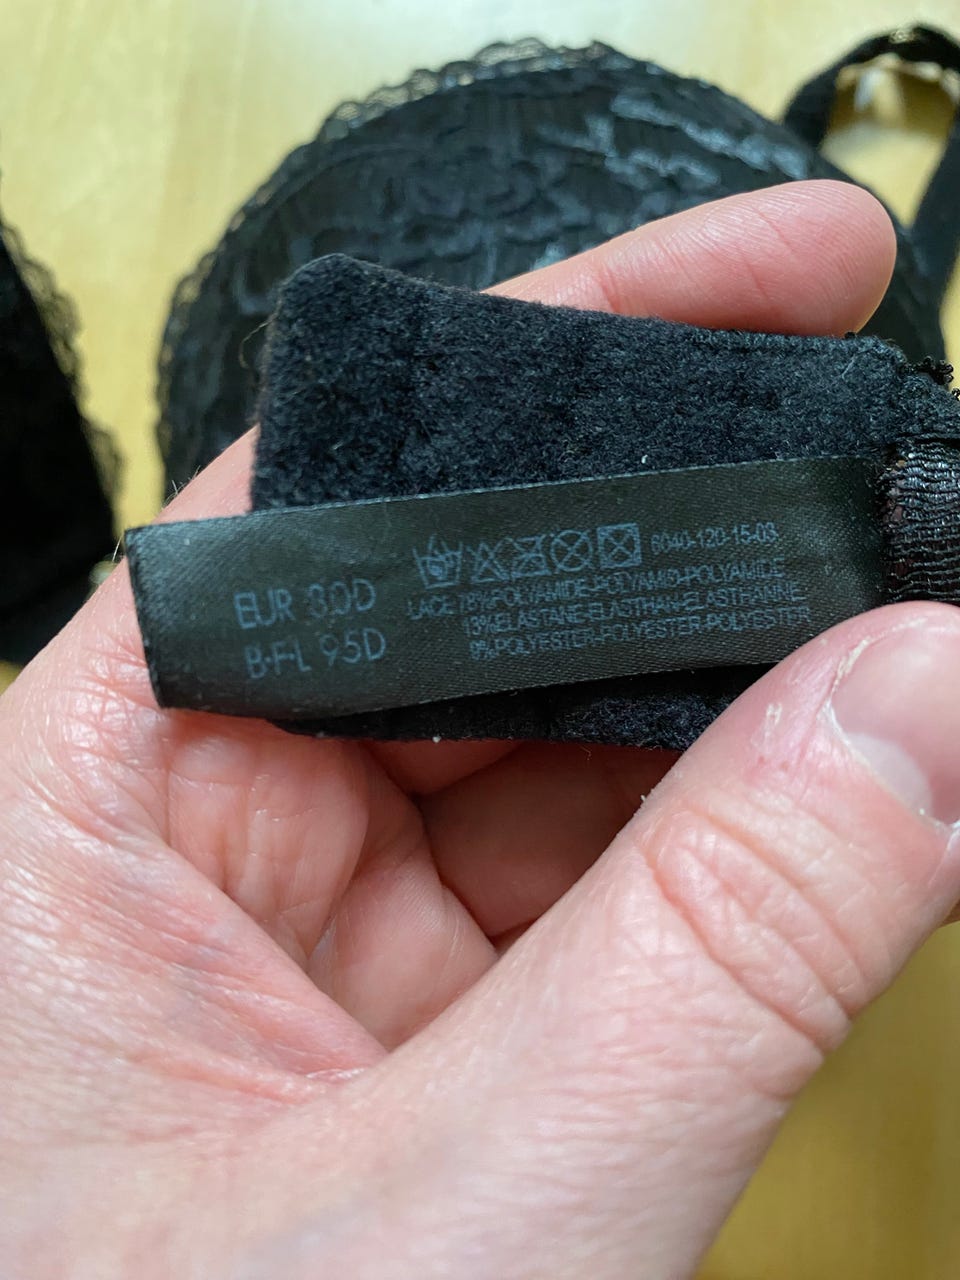 EUR 80D
B-F-L 95D
6040-120-15-03
LACE 78%POLYAMIDE-POLYAMID-POLYAMIDE
13%ELASTANE-ELASTHAN-ELASTHANNE
9%POLYESTER-POLYESTER-POLYESTER